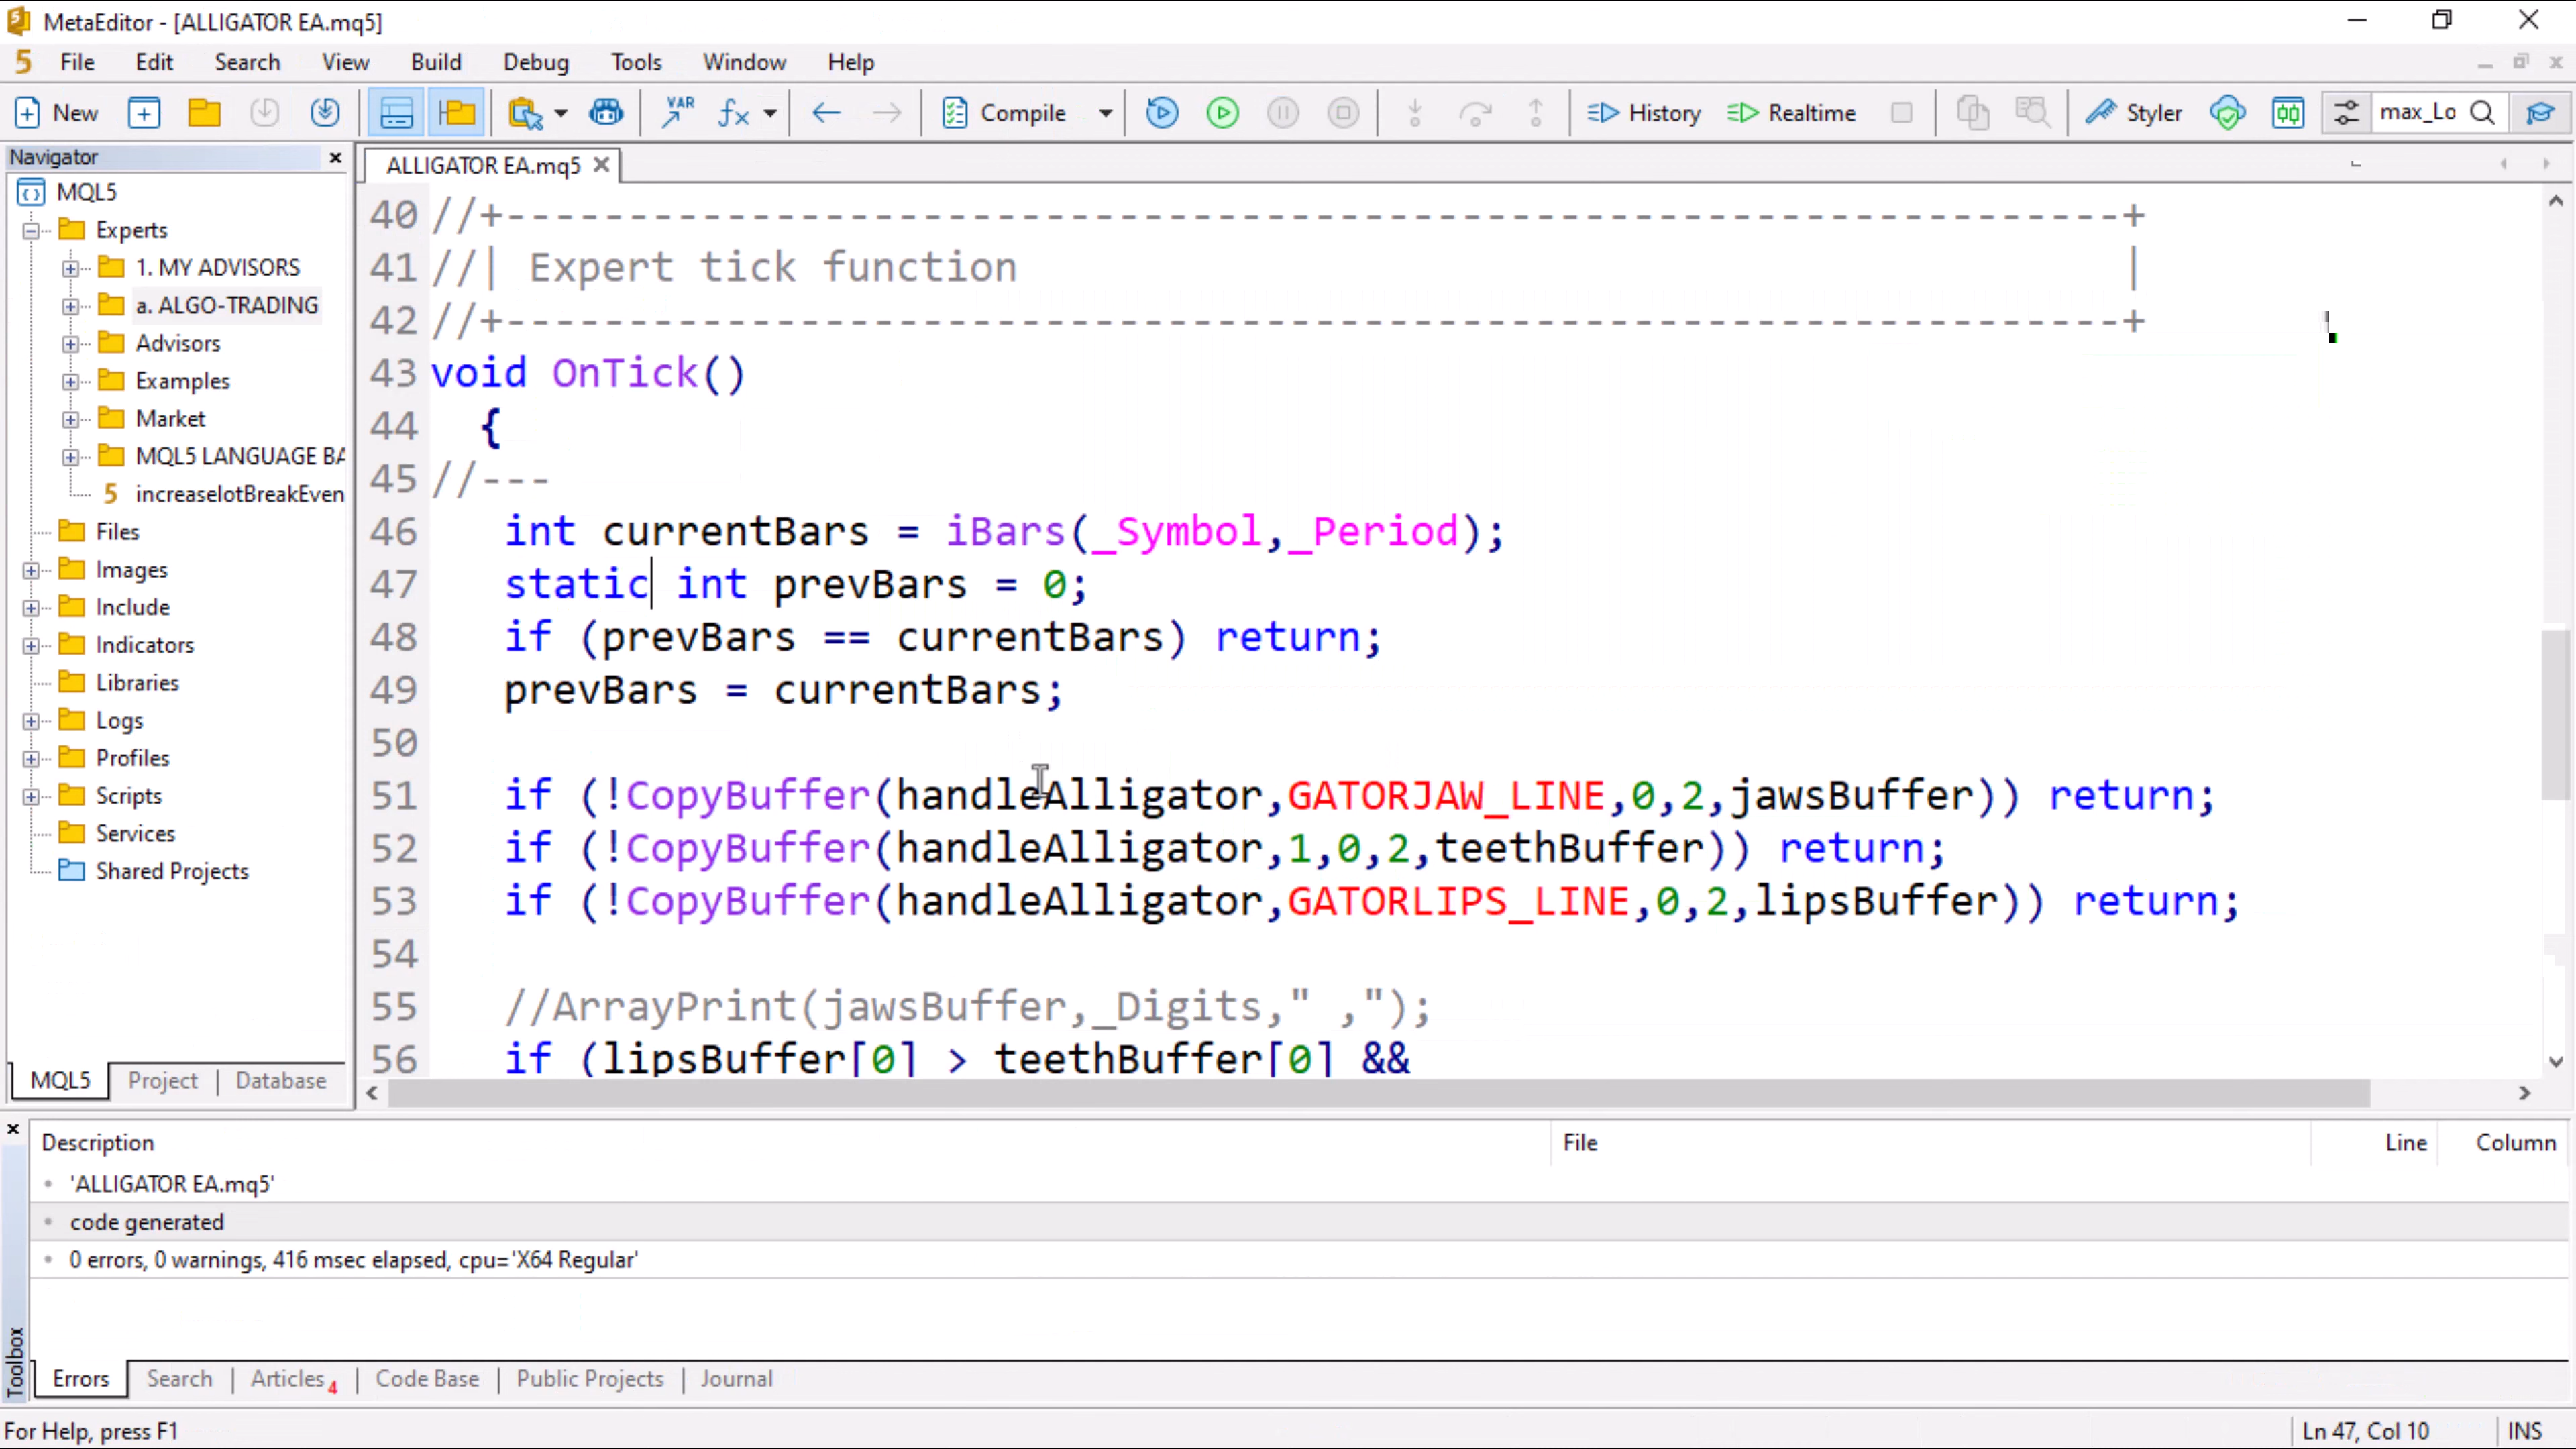 MetaEditor - [ALLIGATOR EA.mq5]
5 File Edit Search View Build Debug Tools Window Help
New VAR fx Compile History Realtime Styler max_Lo
Navigator
ALLIGATOR EA.mq5
MQL5
Experts
1. MY ADVISORS
a. ALGO-TRADING
Advisors
Examples
Market
MQL5 LANGUAGE BA
5 increaselotBreakEven
Files
Images
Include
Indicators
Libraries
Logs
Profiles
Scripts
Services
Shared Projects
MQL5 Project Database
40 //+------------------------------------------------------------------+
41 //| Expert tick function |
42 //+------------------------------------------------------------------+
43 void OnTick()
44 {
45 //---
46 int currentBars = iBars(_Symbol,_Period);
47 static int prevBars = 0;
48 if (prevBars == currentBars) return;
49 prevBars = currentBars;
50
51 if (!CopyBuffer(handleAlligator,GATORJAW_LINE,0,2,jawsBuffer)) return;
52 if (!CopyBuffer(handleAlligator,1,0,2,teethBuffer)) return;
53 if (!CopyBuffer(handleAlligator,GATORLIPS_LINE,0,2,lipsBuffer)) return;
54
55 //ArrayPrint(jawsBuffer,_Digits," ,");
56 if (lipsBuffer[0] > teethBuffer[0] &&
Description File Line Column
'ALLIGATOR EA.mq5'
code generated
0 errors, 0 warnings, 416 msec elapsed, cpu='X64 Regular'
Toolbox
Errors Search Articles 4 Code Base Public Projects Journal
For Help, press F1 Ln 47, Col 10 INS